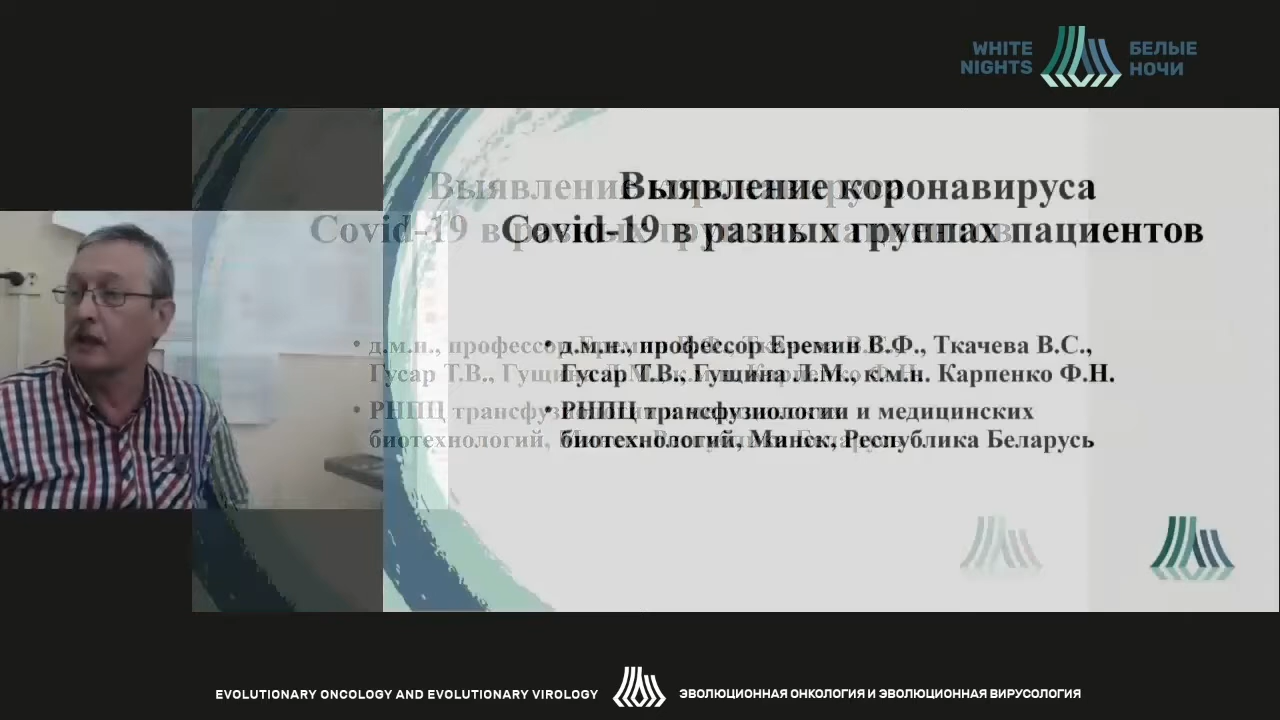 WHITE
NIGHTS
БЕЛЫЕ
НОЧИ
Выявление коронавируса
Covid-19 в разных группах пациентов
• д.м.н., профессор Еремин В.Ф., Ткачева В.С.,
Гусар Т.В., Гущина Л.М., к.м.н. Карпенко Ф.Н.
• РНПЦ трансфузиологии и медицинских
биотехнологий, Минск, Республика Беларусь
EVOLUTIONARY ONCOLOGY AND EVOLUTIONARY VIROLOGY
ЭВОЛЮЦИОННАЯ ОНКОЛОГИЯ И ЭВОЛЮЦИОННАЯ ВИРУСОЛОГИЯ